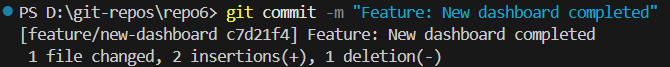 PS D:\git-repos\repo6> git commit -m "Feature: New dashboard completed"
[feature/new-dashboard c7d21f4] Feature: New dashboard completed
 1 file changed, 2 insertions(+), 1 deletion(-)